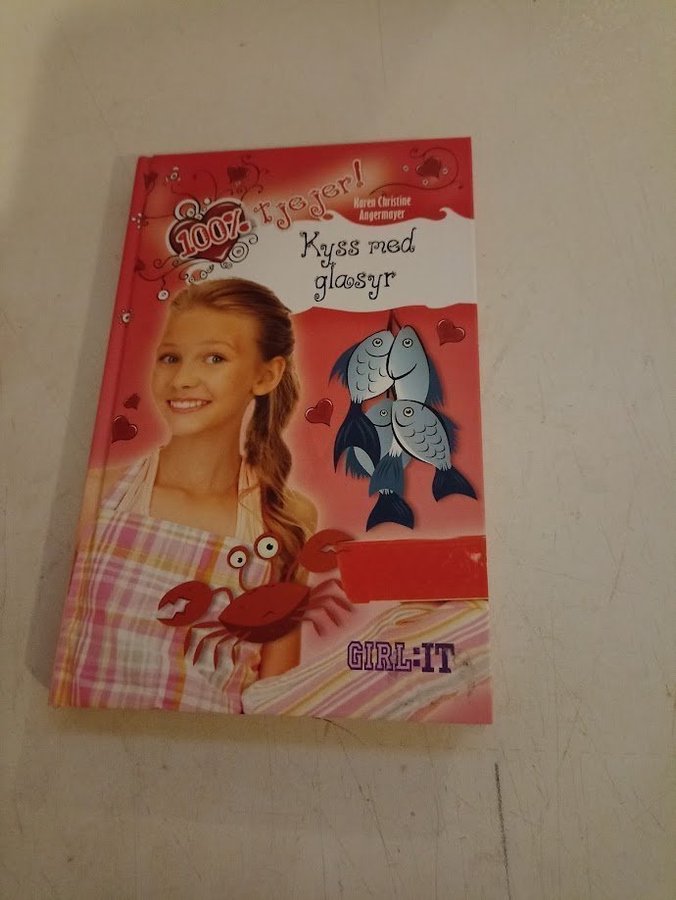 100% tjejer!
Karen Christine
Angermayer
Kyss med
glasyr
GIRL:IT